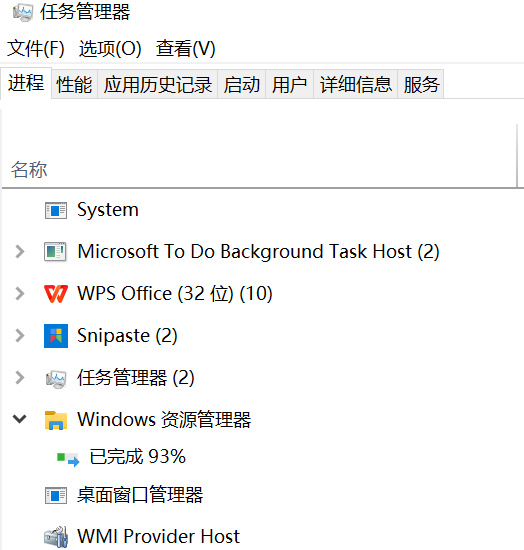 任务管理器
文件(F) 选项(O) 查看(V)
进程 性能 应用历史记录 启动 用户 详细信息 服务
名称
System
Microsoft To Do Background Task Host (2)
WPS Office (32 位) (10)
Snipaste (2)
任务管理器 (2)
Windows 资源管理器
已完成 93%
桌面窗口管理器
WMI Provider Host